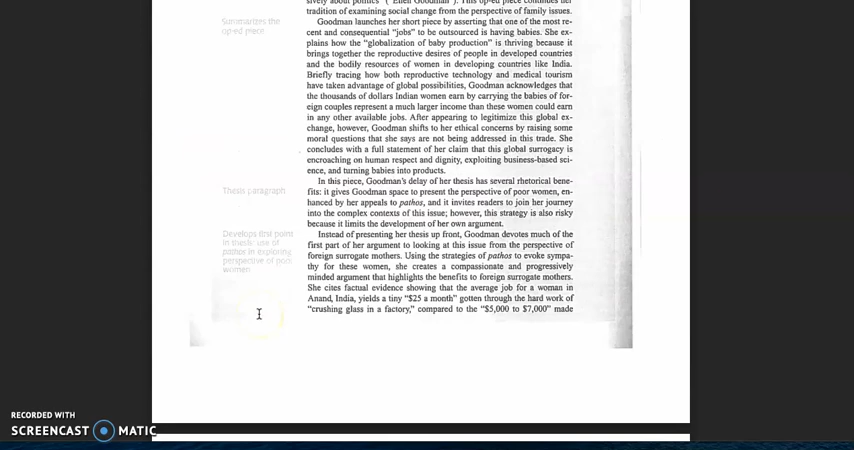 sively about politics" ("Ellen Goodman"). This op-ed piece continues her
tradition of examining social change from the perspective of family issues.
Summarizes the
op-ed piece
Goodman launches her short piece by asserting that one of the most re-
cent and consequential "jobs" to be outsourced is having babies. She ex-
plains how the "globalization of baby production" is thriving because it
brings together the reproductive desires of people in developed countries
and the bodily resources of women in developing countries like India.
Briefly tracing how both reproductive technology and medical tourism
have taken advantage of global possibilities, Goodman acknowledges that
the thousands of dollars Indian women earn by carrying the babies of for-
eign couples represent a much larger income than these women could earn
in any other available jobs. After appearing to legitimize this global ex-
change, however, Goodman shifts to her ethical concerns by raising some
moral questions that she says are not being addressed in this trade. She
concludes with a full statement of her claim that this global surrogacy is
encroaching on human respect and dignity, exploiting business-based sci-
ence, and turning babies into products.
Thesis paragraph
In this piece, Goodman's delay of her thesis has several rhetorical bene-
fits: it gives Goodman space to present the perspective of poor women, en-
hanced by her appeals to pathos, and it invites readers to join her journey
into the complex contexts of this issue; however, this strategy is also risky
because it limits the development of her own argument.
Develops first point
in thesis: use of
pathos in exploring
perspective of poor
women
Instead of presenting her thesis up front, Goodman devotes much of the
first part of her argument to looking at this issue from the perspective of
foreign surrogate mothers. Using the strategies of pathos to evoke sympa-
thy for these women, she creates a compassionate and progressively
minded argument that highlights the benefits to foreign surrogate mothers.
She cites factual evidence showing that the average job for a woman in
Anand, India, yields a tiny "$25 a month" gotten through the hard work of
"crushing glass in a factory," compared to the "$5,000 to $7,000" made
RECORDED WITH
SCREENCAST MATIC